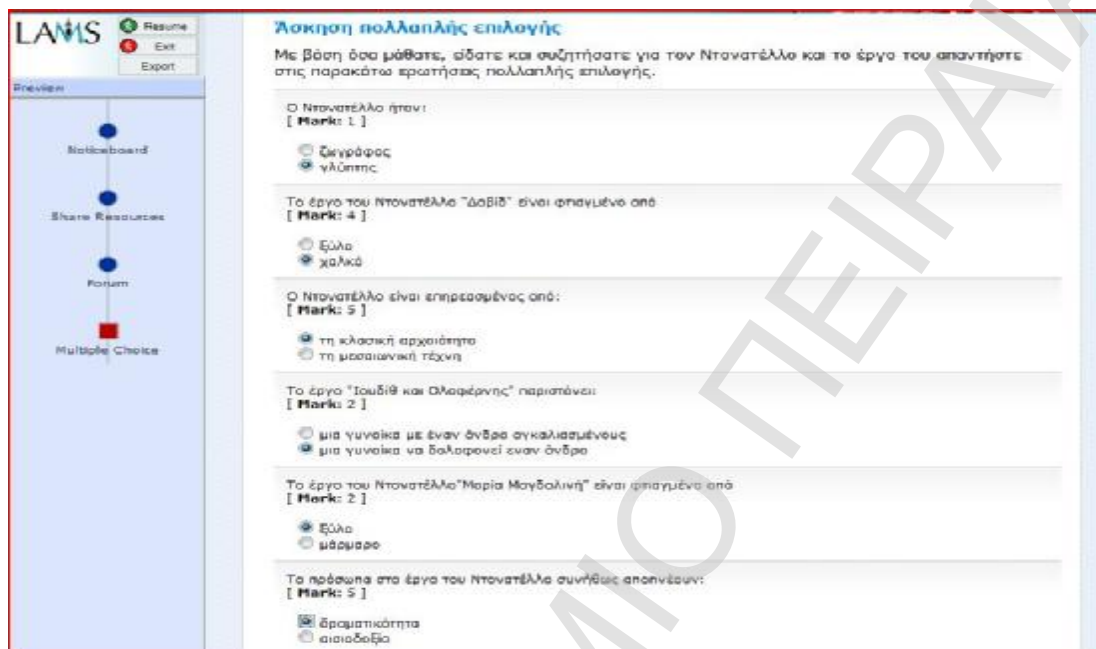 LAMS
Resume
Exit
Export
Preview
Noticeboard
Share Resources
Forum
Multiple Choice
Άσκηση πολλαπλής επιλογής
Με βάση όσα μάθατε, είδατε και συζητήσατε για τον Ντονατέλλο και το έργο του απαντήστε
στις παρακάτω ερωτήσεις πολλαπλής επιλογής.
Ο Ντονατέλλο ήταν:
[ Mark: 1 ]
ζωγράφος
γλύπτης
Το έργο του Ντονατέλλο "Δαβίδ" είναι φτιαγμένο από
[ Mark: 4 ]
ξύλο
χαλκό
Ο Ντονατέλλο είναι επηρεασμένος από:
[ Mark: 5 ]
τη κλασική αρχαιότητα
τη μεσαιωνική τέχνη
Το έργο "Ιουδίθ και Ολοφέρνης" παριστάνει:
[ Mark: 2 ]
μια γυναίκα με έναν άνδρα αγκαλιασμένους
μια γυναίκα να δολοφονεί εναν άνδρα
Το έργο του Ντονατέλλο"Μαρία Μαγδαλινή" είναι φτιαγμένο από
[ Mark: 2 ]
ξύλο
μάρμαρο
Τα πρόσωπα στα έργα του Ντονατέλλο συνήθως αποπνέουν:
[ Mark: 5 ]
δραματικότητα
αισιοδοξία
ΜΙΟ ΠΕΙΡΑΙ